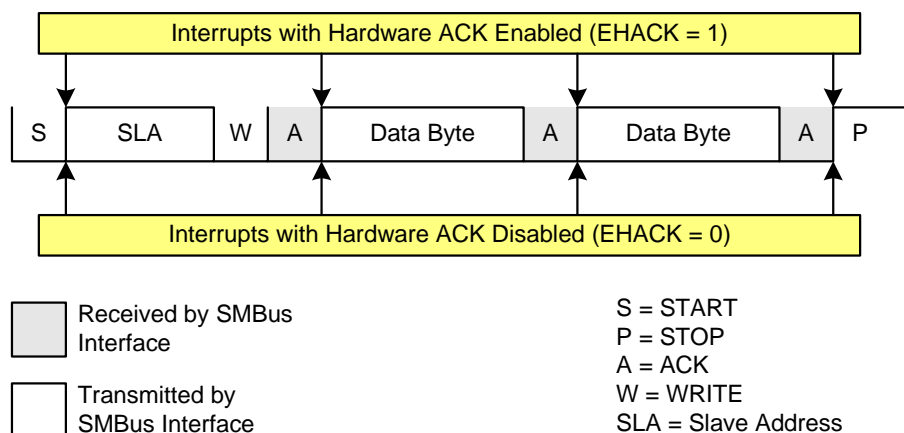 Interrupts with Hardware ACK Enabled (EHACK = 1)
S SLA W A Data Byte A Data Byte A P
Interrupts with Hardware ACK Disabled (EHACK = 0)
Received by SMBus
Interface
Transmitted by
SMBus Interface
S = START
P = STOP
A = ACK
W = WRITE
SLA = Slave Address